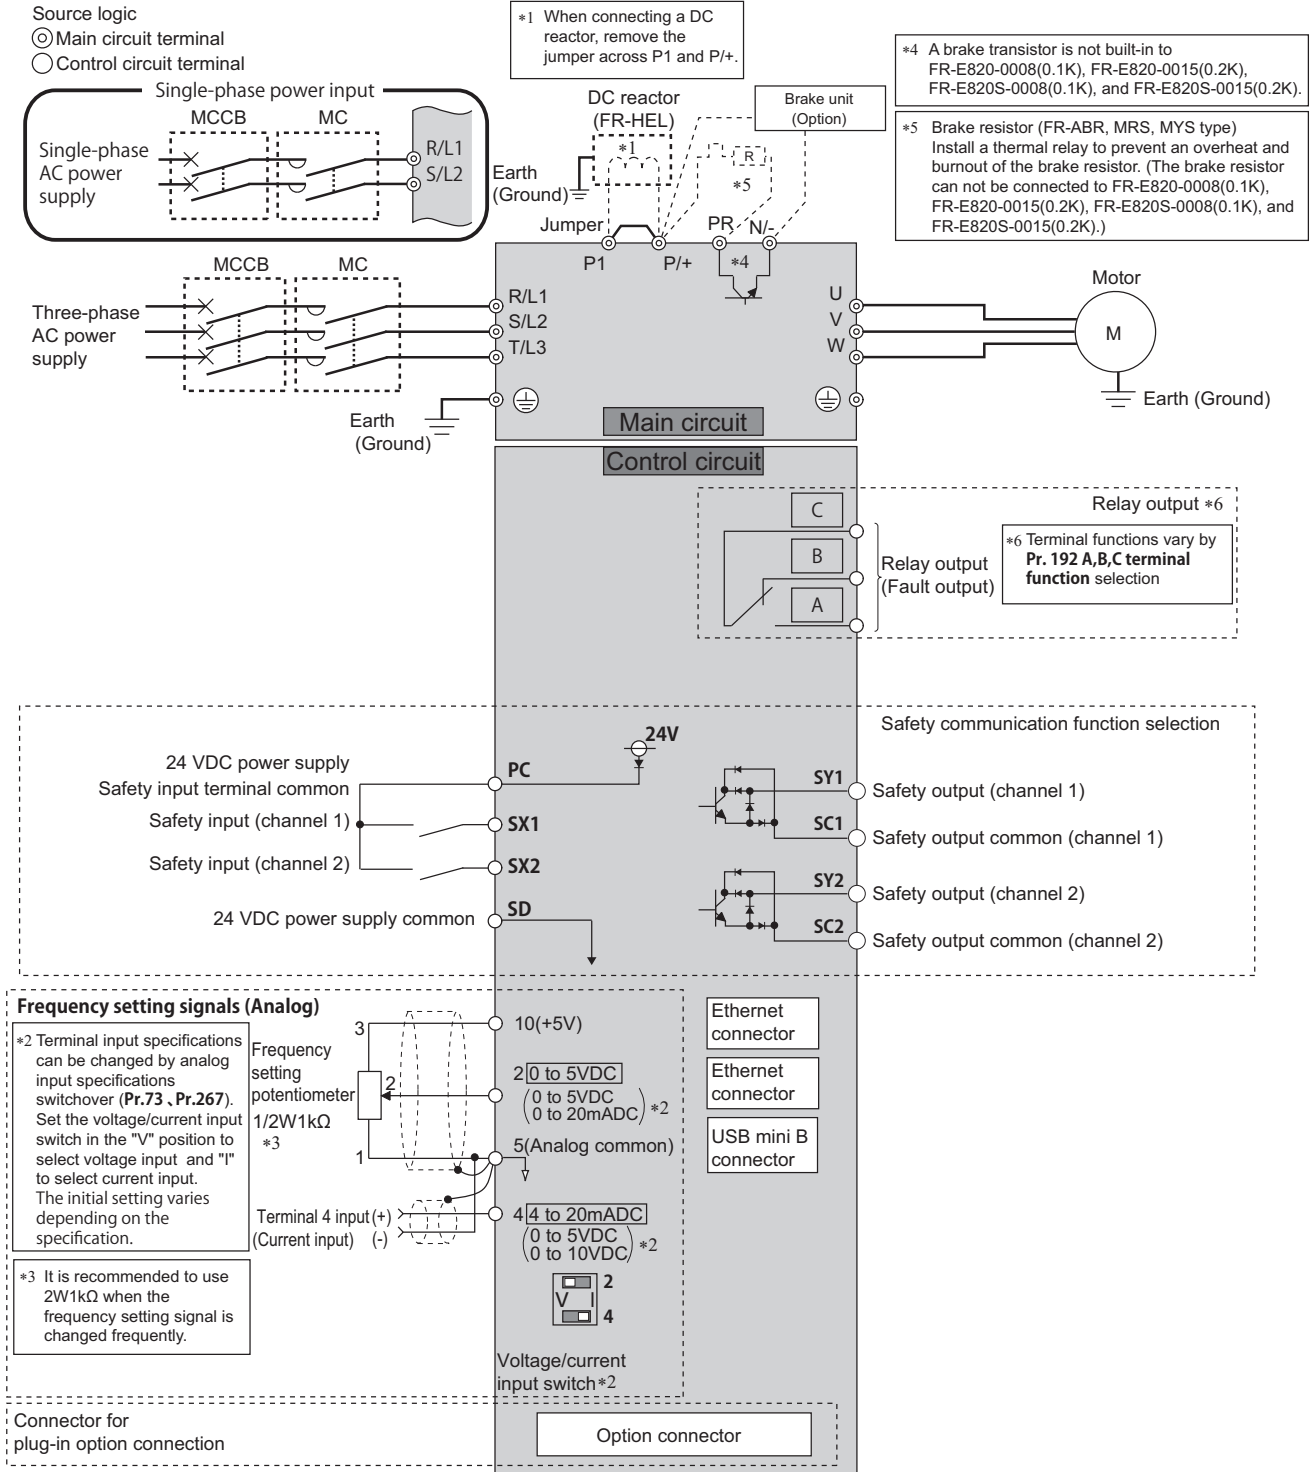 Source logic
Main circuit terminal
Control circuit terminal
*1 When connecting a DC
reactor, remove the
jumper across P1 and P/+.
*4 A brake transistor is not built-in to
FR-E820-0008(0.1K), FR-E820-0015(0.2K),
FR-E820S-0008(0.1K), and FR-E820S-0015(0.2K).
*5 Brake resistor (FR-ABR, MRS, MYS type)
Install a thermal relay to prevent an overheat and
burnout of the brake resistor. (The brake resistor
can not be connected to FR-E820-0008(0.1K),
FR-E820-0015(0.2K), FR-E820S-0008(0.1K), and
FR-E820S-0015(0.2K).)
Single-phase power input
MCCB
MC
Single-phase
AC power
supply
R/L1
S/L2
DC reactor
(FR-HEL)
*1
Brake unit
(Option)
R
*5
Earth
(Ground)
Jumper
P1
P/+
PR
N/-
*4
MCCB
MC
Three-phase
AC power
supply
R/L1
S/L2
T/L3
U
V
W
Motor
M
Earth (Ground)
Earth
(Ground)
Main circuit
Control circuit
C
B
A
Relay output
(Fault output)
Relay output *6
*6 Terminal functions vary by
Pr. 192 A,B,C terminal
function selection
Safety communication function selection
24V
24 VDC power supply
Safety input terminal common
PC
Safety input (channel 1)
SX1
Safety input (channel 2)
SX2
24 VDC power supply common
SD
SY1
Safety output (channel 1)
SC1
Safety output common (channel 1)
SY2
Safety output (channel 2)
SC2
Safety output common (channel 2)
Frequency setting signals (Analog)
*2 Terminal input specifications
can be changed by analog
input specifications
switchover (Pr.73、Pr.267).
Set the voltage/current input
switch in the "V" position to
select voltage input and "I"
to select current input.
The initial setting varies
depending on the
specification.
*3 It is recommended to use
2W1kΩ when the
frequency setting signal is
changed frequently.
Frequency
setting
potentiometer
1/2W1kΩ
*3
3
2
1
10(+5V)
2 0 to 5VDC
(0 to 5VDC
0 to 20mADC) *2
5(Analog common)
Terminal 4 input (+)
(Current input) (-)
4 4 to 20mADC
(0 to 5VDC
0 to 10VDC) *2
2
V I
4
Voltage/current
input switch*2
Ethernet
connector
Ethernet
connector
USB mini B
connector
Connector for
plug-in option connection
Option connector